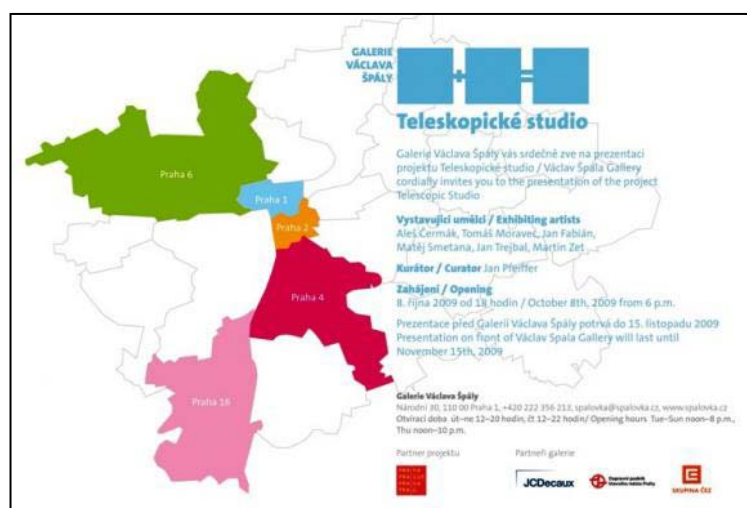 GALERIE
VÁCLAVA
ŠPÁLY
+ =
Teleskopické studio
Galerie Václava Špály vás srdečně zve na prezentaci
projektu Teleskopické studio / Václav Špála Gallery
cordially invites you to the presentation of the project
Telescopic Studio
Vystavující umělci / Exhibiting artists
Aleš Čermák, Tomáš Moravec, Jan Fabián,
Matěj Smetana, Jan Trejbal, Martin Zet
Kurátor / Curator Jan Pfeiffer
Zahájení / Opening
8. října 2009 od 18 hodin / October 8th, 2009 from 6 p.m.
Prezentace před Galerií Václava Špály potrvá do 15. listopadu 2009
Presentation on front of Václav Spala Gallery will last until
November 15th, 2009
Praha 6
Praha 1
Praha 2
Praha 4
Praha 16
Galerie Václava Špály
Národní 30, 110 00 Praha 1, +420 222 356 213, spalovka@spalovka.cz, www.spalovka.cz
Otvírací doba út–ne 12–20 hodin, čt 12–22 hodin/ Opening hours Tue–Sun noon–8 p.m.,
Thu noon–10 p.m.
Partner projektu
Partneři galerie
JCDecaux
Dopravní podnik
hlavního města Prahy
SKUPINA ČEZ